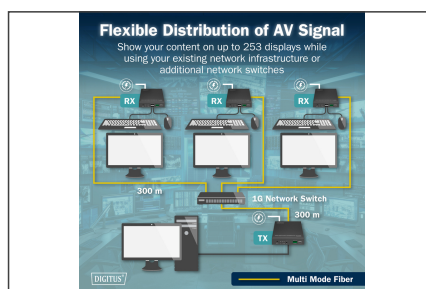 Flexible Distribution of AV Signal
Show your content on up to 253 displays while
using your existing network infrastructure or
additional network switches
RX
RX
RX
300 m
1G Network Switch
300 m
TX
DIGITUS®
Multi Mode Fiber